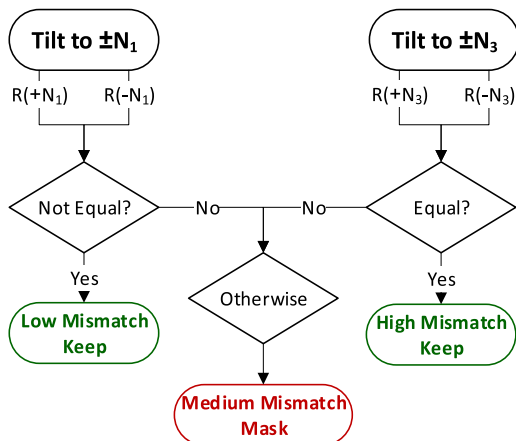 Tilt to ±N₁
Tilt to ±N₃
R(+N₁) R(-N₁)
R(+N₃) R(-N₃)
Not Equal?
No
No
Equal?
Yes
Yes
Otherwise
Low Mismatch
Keep
High Mismatch
Keep
Medium Mismatch
Mask